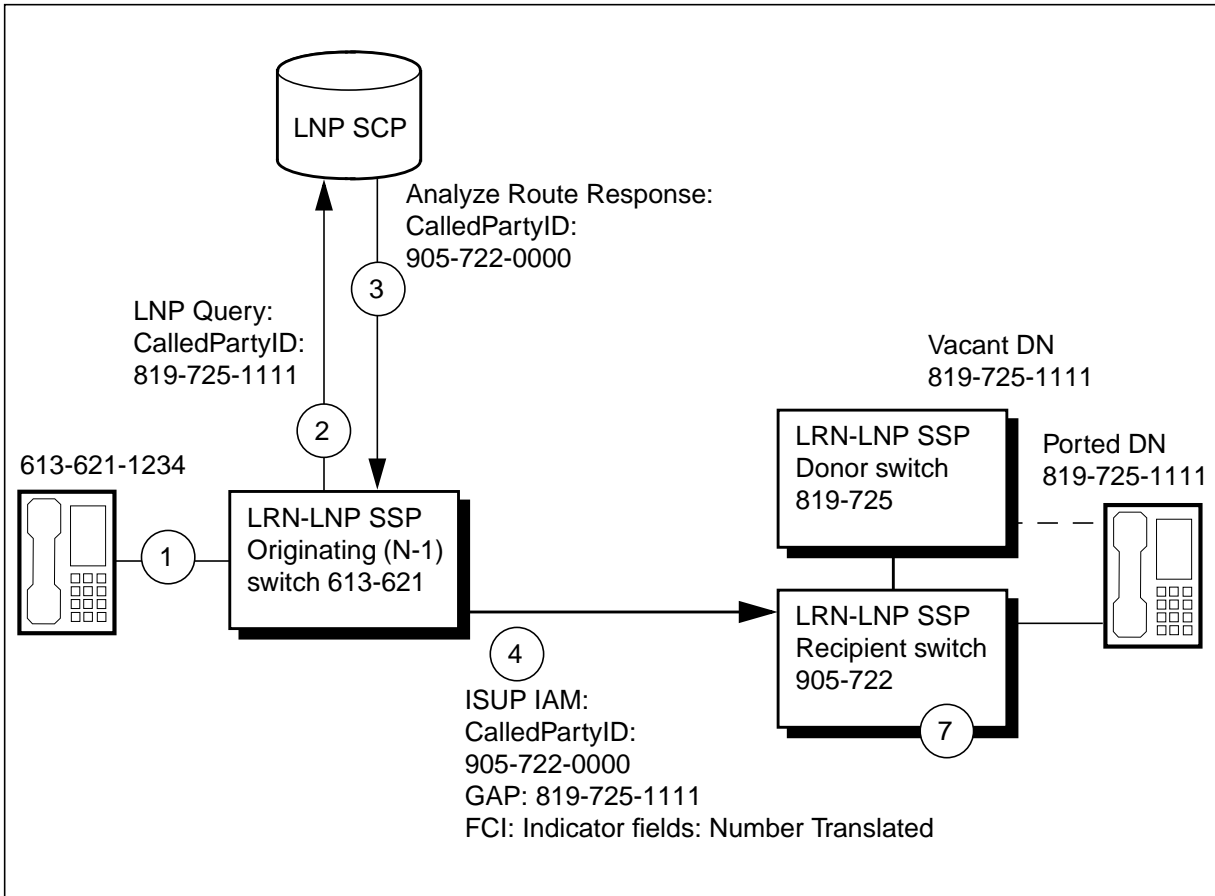 LNP SCP
Analyze Route Response:
CalledPartyID:
905-722-0000
3
LNP Query:
CalledPartyID:
819-725-1111
2
Vacant DN
819-725-1111
613-621-1234
1
LRN-LNP SSP
Originating (N-1)
switch 613-621
LRN-LNP SSP
Donor switch
819-725
Ported DN
819-725-1111
LRN-LNP SSP
Recipient switch
905-722
7
4
ISUP IAM:
CalledPartyID:
905-722-0000
GAP: 819-725-1111
FCI: Indicator fields: Number Translated